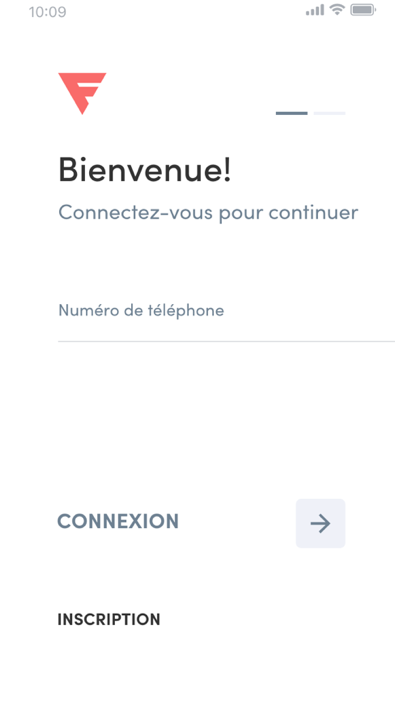 10:09
Bienvenue!
Connectez-vous pour continuer
Numéro de téléphone
CONNEXION
INSCRIPTION